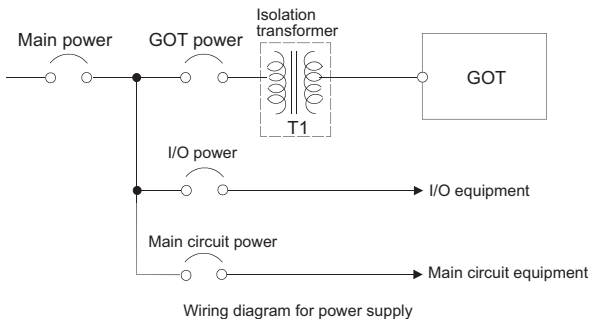 Isolation
transformer
Main power
GOT power
GOT
T1
I/O power
I/O equipment
Main circuit power
Main circuit equipment
Wiring diagram for power supply